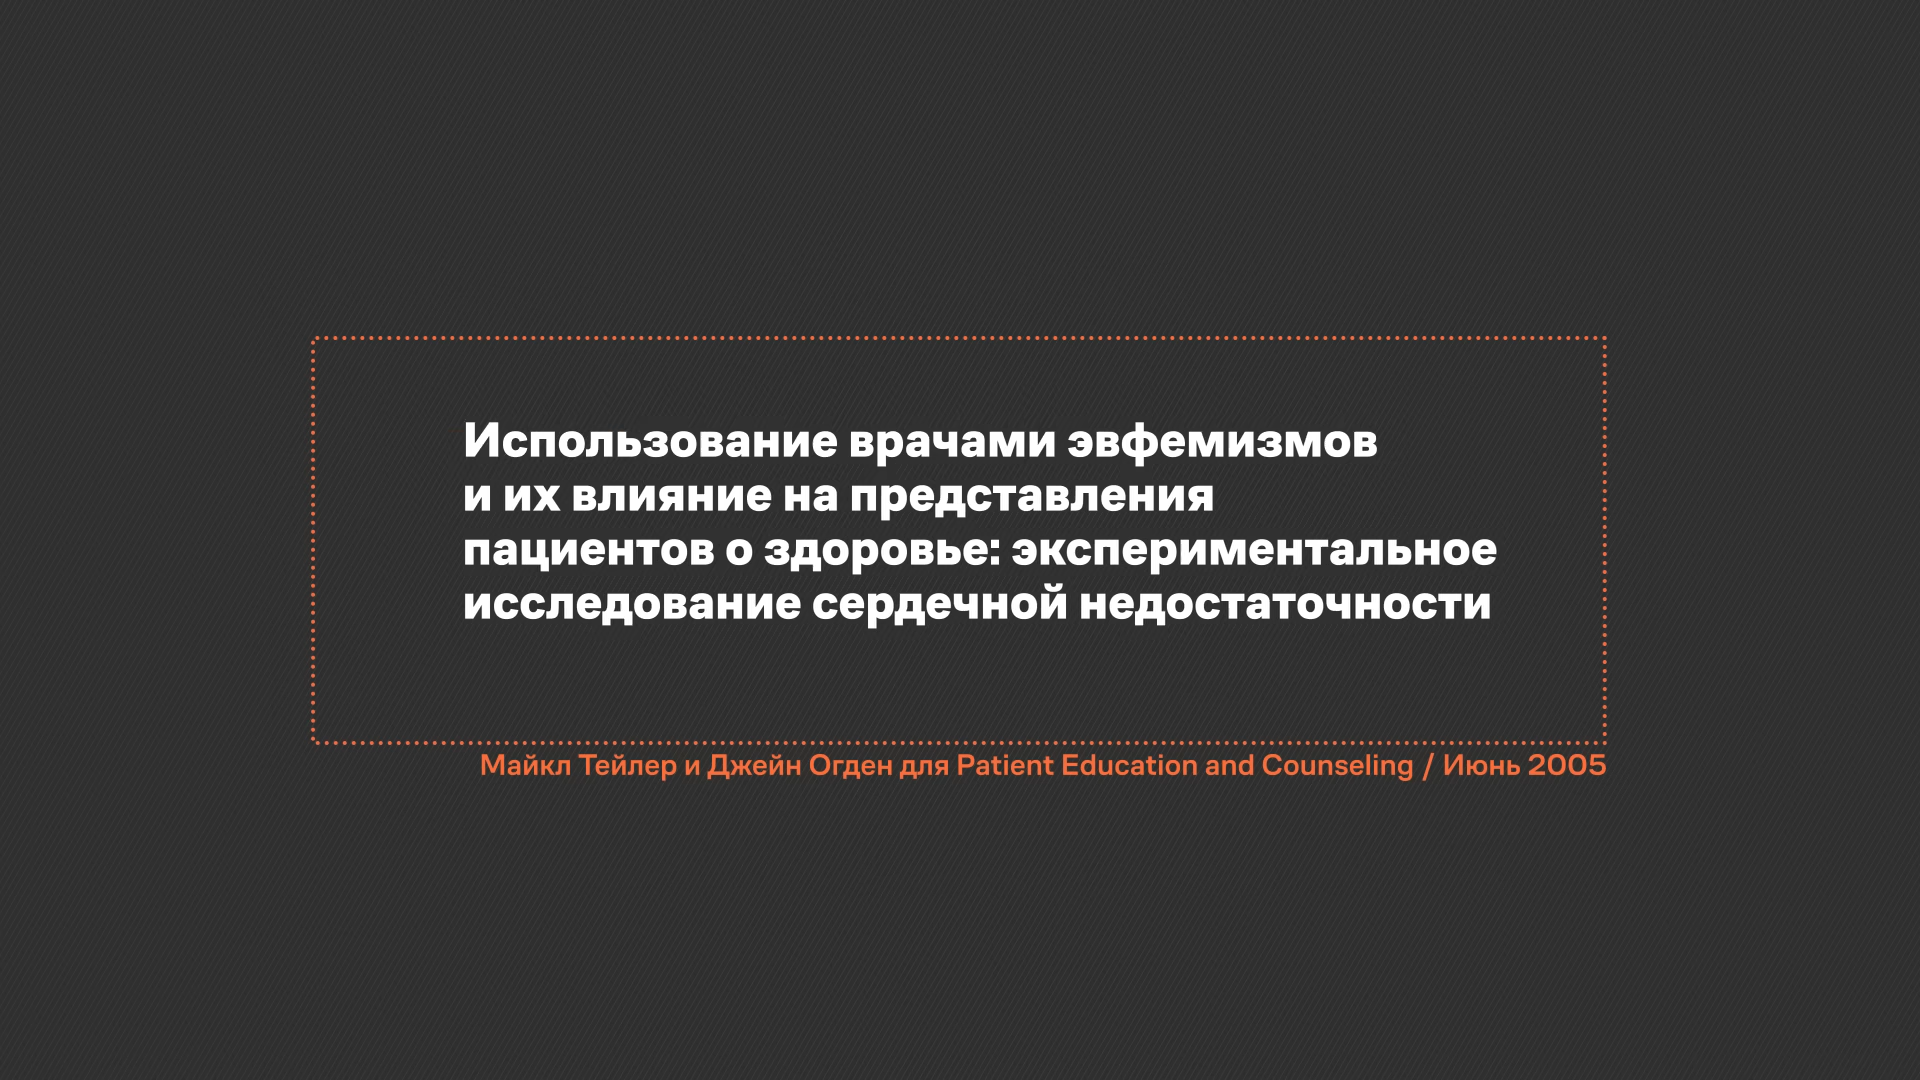 Использование врачами эвфемизмов
и их влияние на представления
пациентов о здоровье: экспериментальное
исследование сердечной недостаточности
Майкл Тейлер и Джейн Огден для Patient Education and Counseling / Июнь 2005